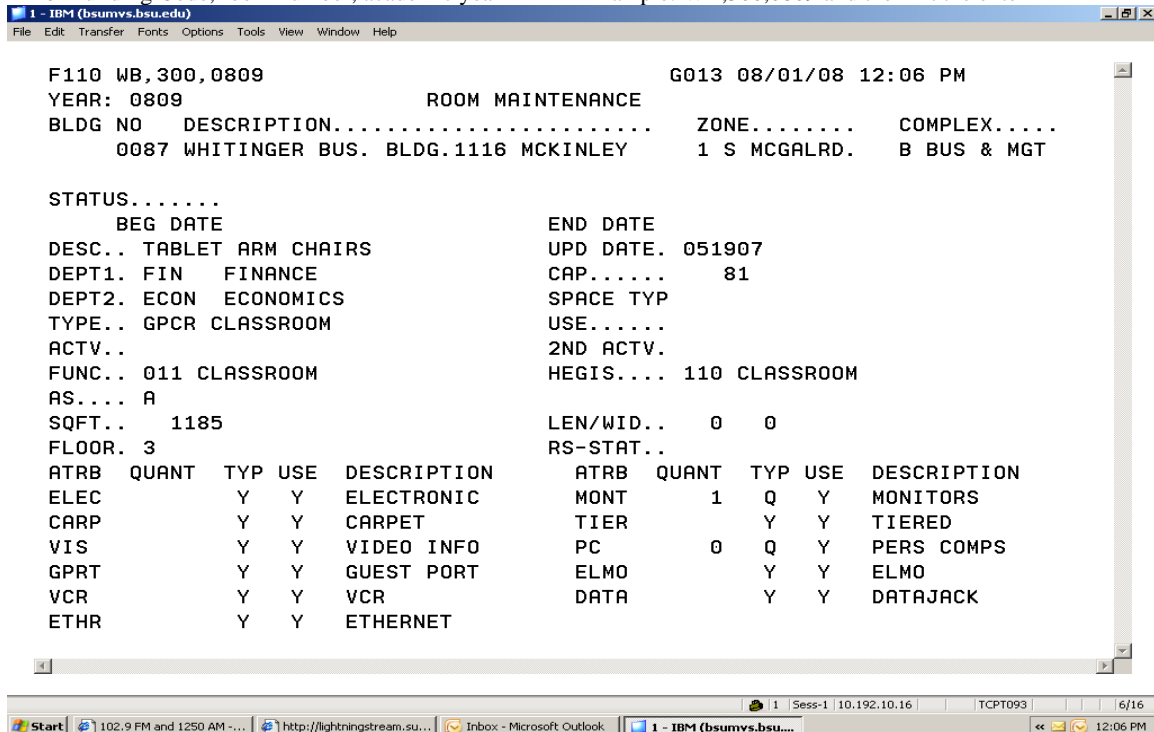 1 - IBM (bsumvs.bsu.edu)
File Edit Transfer Fonts Options Tools View Window Help
F110 WB,300,0809 G013 08/01/08 12:06 PM
YEAR: 0809 ROOM MAINTENANCE
BLDG NO DESCRIPTION........................ ZONE........ COMPLEX.....
0087 WHITINGER BUS. BLDG.1116 MCKINLEY 1 S MCGALRD. B BUS & MGT
STATUS.......
BEG DATE END DATE
DESC.. TABLET ARM CHAIRS UPD DATE. 051907
DEPT1. FIN FINANCE CAP...... 81
DEPT2. ECON ECONOMICS SPACE TYP
TYPE.. GPCR CLASSROOM USE......
ACTV.. 2ND ACTV.
FUNC.. 011 CLASSROOM HEGIS.... 110 CLASSROOM
AS.... A
SQFT.. 1185 LEN/WID.. 0 0
FLOOR. 3 RS-STAT..
ATRB QUANT TYP USE DESCRIPTION ATRB QUANT TYP USE DESCRIPTION
ELEC Y Y ELECTRONIC MONT 1 Q Y MONITORS
CARP Y Y CARPET TIER Y Y TIERED
VIS Y Y VIDEO INFO PC 0 Q Y PERS COMPS
GPRT Y Y GUEST PORT ELMO Y Y ELMO
VCR Y Y VCR DATA Y Y DATAJACK
ETHR Y Y ETHERNET
1 Sess-1 10.192.10.16 TCPT093 6/16
Start 102.9 FM and 1250 AM -... http://lightningstream.su... Inbox - Microsoft Outlook 1 - IBM (bsumvs.bsu.... « 12:06 PM